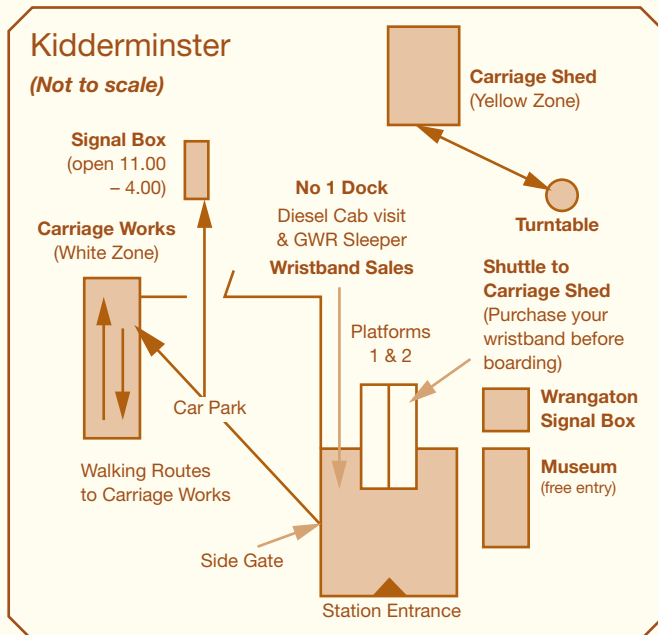 Kidderminster
(Not to scale)
Carriage Shed
(Yellow Zone)
Signal Box
(open 11.00
– 4.00)
No 1 Dock
Diesel Cab visit
& GWR Sleeper
Wristband Sales
Turntable
Carriage Works
(White Zone)
Shuttle to
Carriage Shed
(Purchase your
wristband before
boarding)
Platforms
1 & 2
Car Park
Wrangaton
Signal Box
Walking Routes
to Carriage Works
Museum
(free entry)
Side Gate
Station Entrance